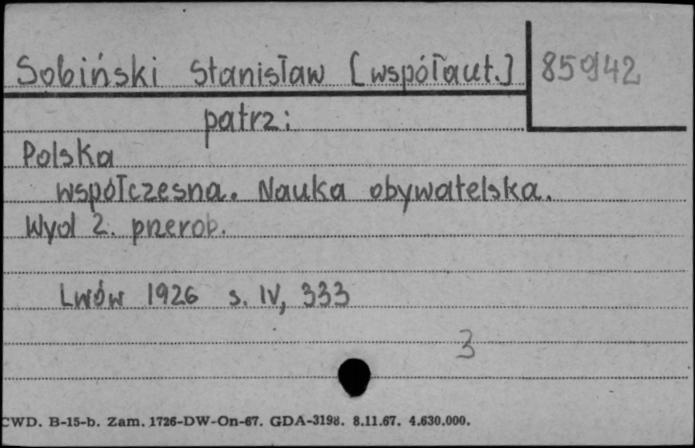 Sobiński Stanisław [współaut.] 85942
patrz:
Polska
współczesna. Nauka obywatelska.
Wyd 2. przerob.
Lwów 1926 s. IV, 333
3
CWD. B-15-b. Zam. 1726-DW-On-67. GDA-3198. 8.11.67. 4.630.000.